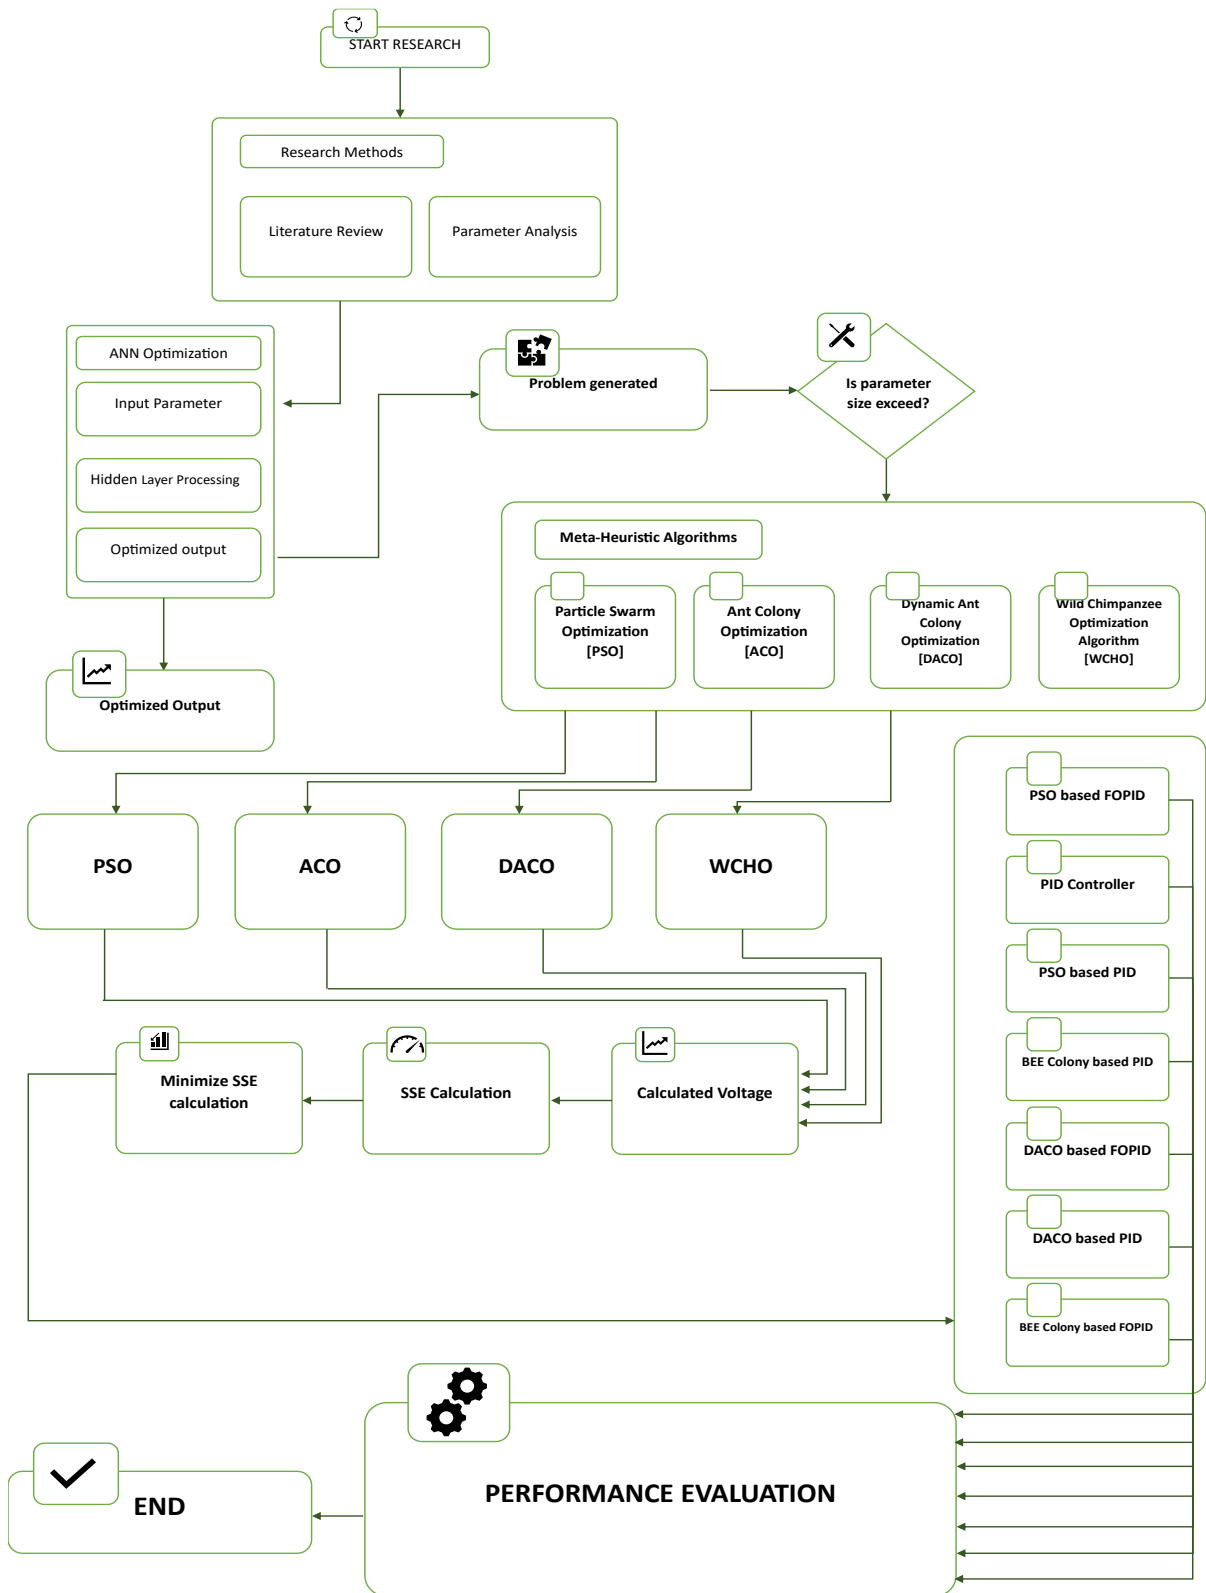 START RESEARCH
Research Methods
Literature Review
Parameter Analysis
ANN Optimization
Input Parameter
Hidden Layer Processing
Optimized output
Problem generated
Is parameter
size exceed?
Optimized Output
Meta-Heuristic Algorithms
Particle Swarm
Optimization
[PSO]
Ant Colony
Optimization
[ACO]
Dynamic Ant
Colony
Optimization
[DACO]
Wild Chimpanzee
Optimization
Algorithm
[WCHO]
PSO
ACO
DACO
WCHO
PSO based FOPID
PID Controller
PSO based PID
BEE Colony based PID
DACO based FOPID
DACO based PID
BEE Colony based FOPID
Minimize SSE
calculation
SSE Calculation
Calculated Voltage
PERFORMANCE EVALUATION
END